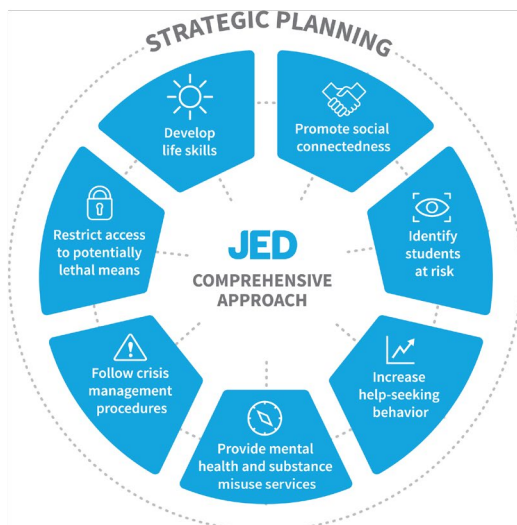 STRATEGIC PLANNING
Develop
life skills
Promote social
connectedness
Identify
students
at risk
Increase
help-seeking
behavior
Provide mental
health and substance
misuse services
Follow crisis
management
procedures
Restrict access
to potentially
lethal means
JED
COMPREHENSIVE
APPROACH